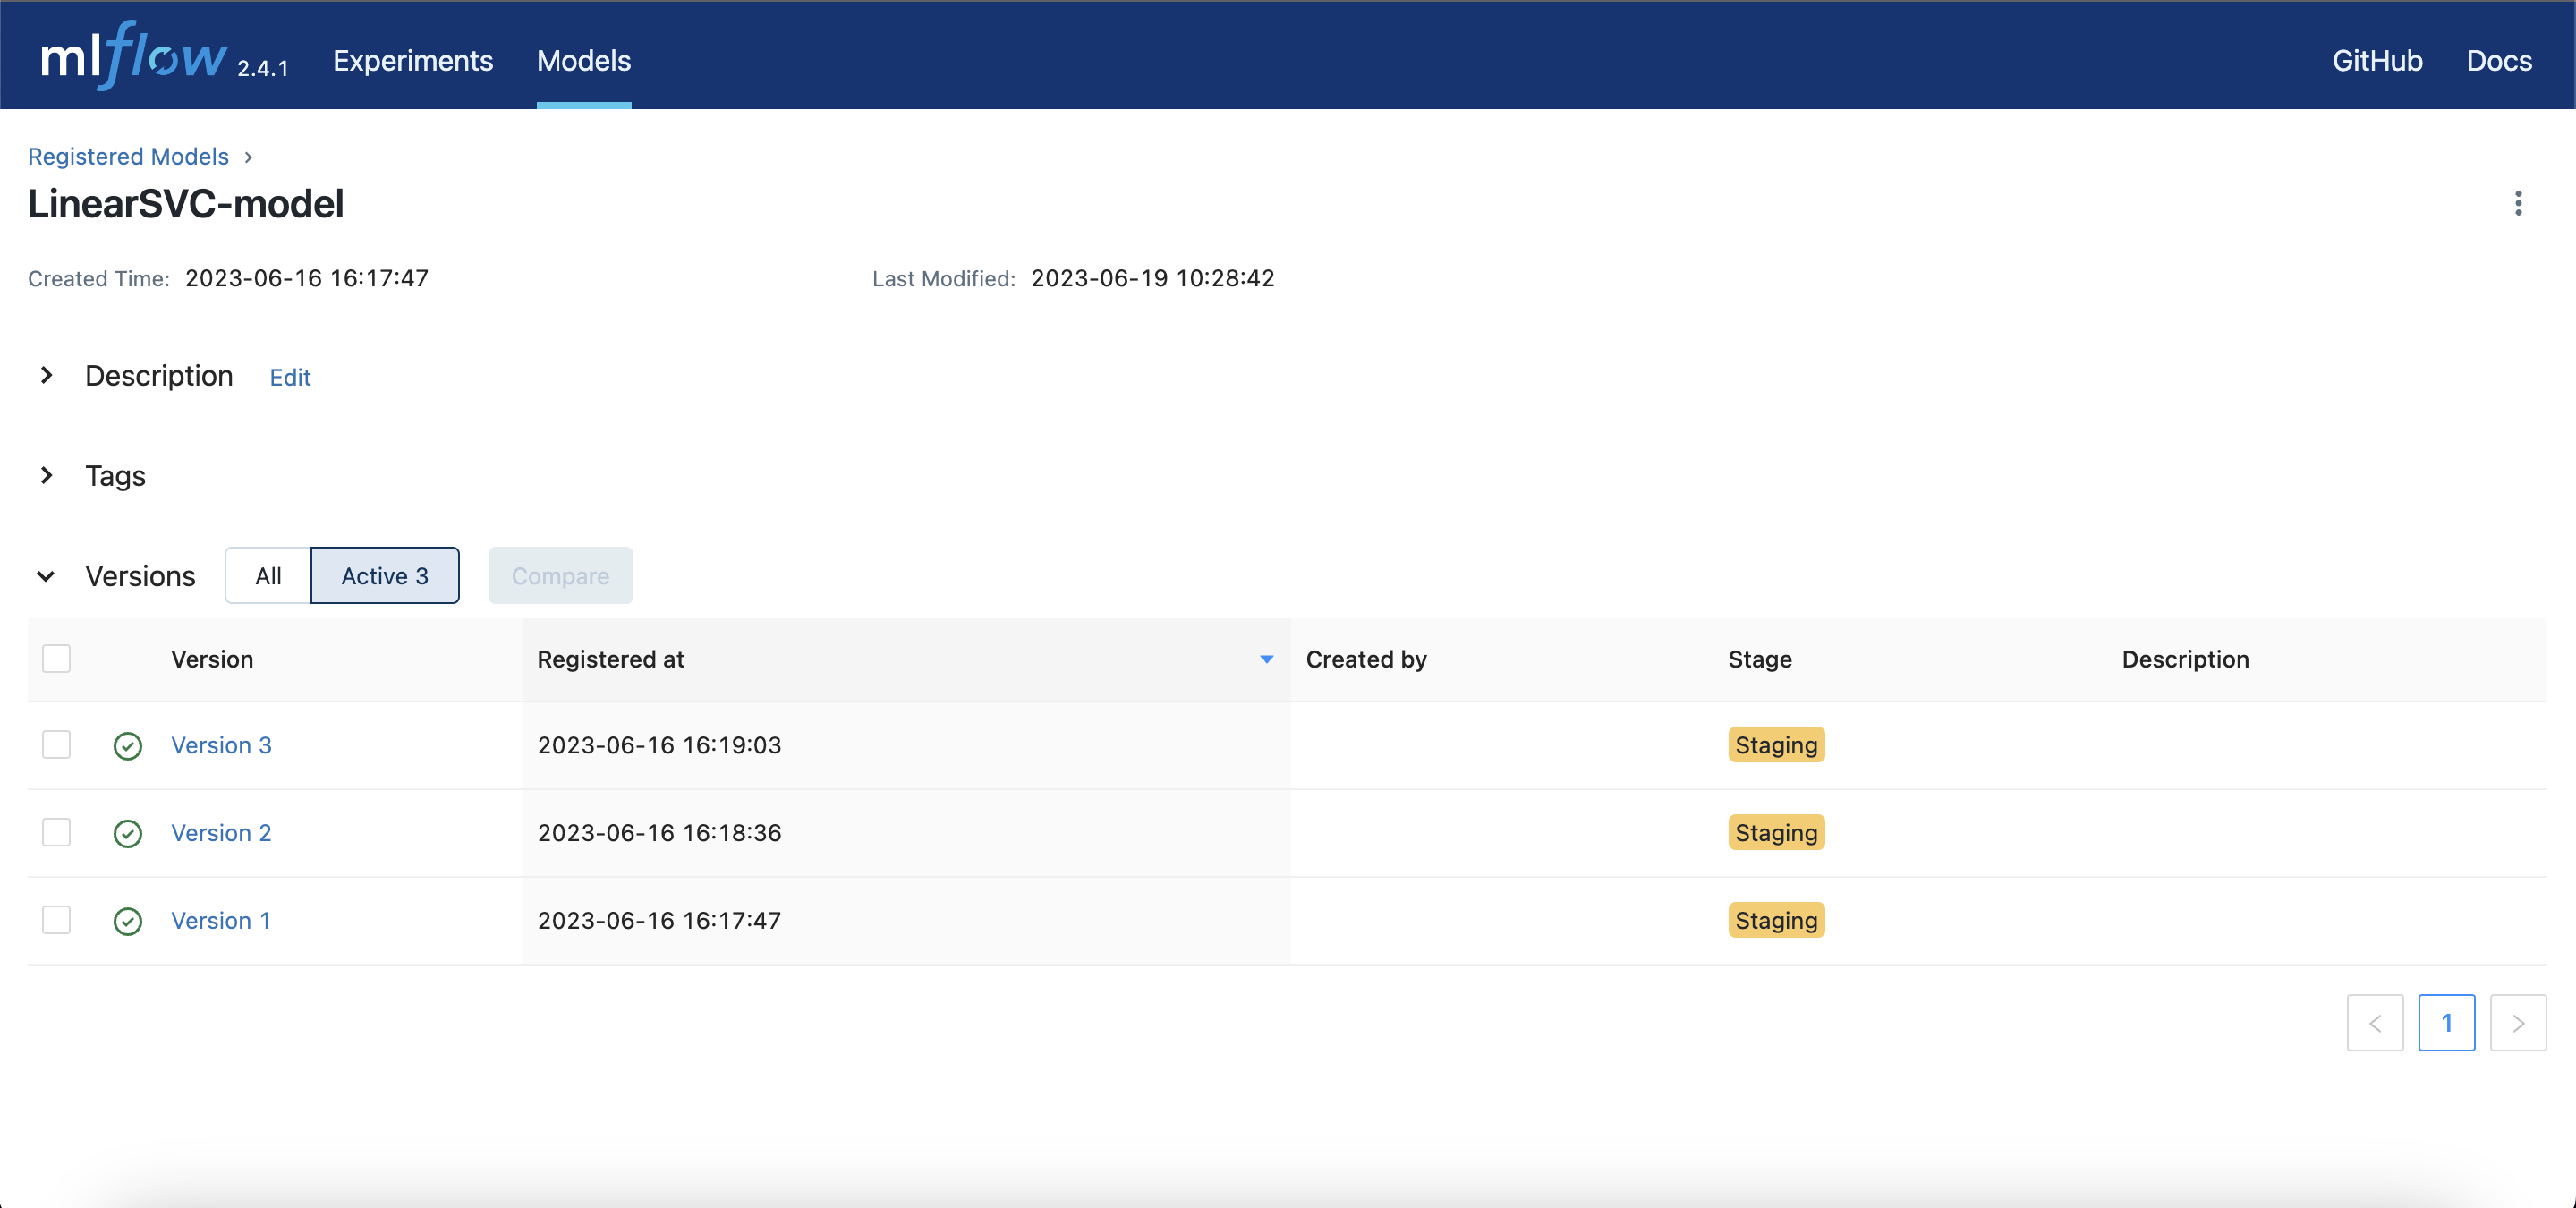 mlflow 2.4.1 Experiments Models GitHub Docs
Registered Models
LinearSVC-model
Created Time: 2023-06-16 16:17:47 Last Modified: 2023-06-19 10:28:42
Description Edit
Tags
Versions All Active 3 Compare
Version Registered at Created by Stage Description
Version 3 2023-06-16 16:19:03 Staging
Version 2 2023-06-16 16:18:36 Staging
Version 1 2023-06-16 16:17:47 Staging
1